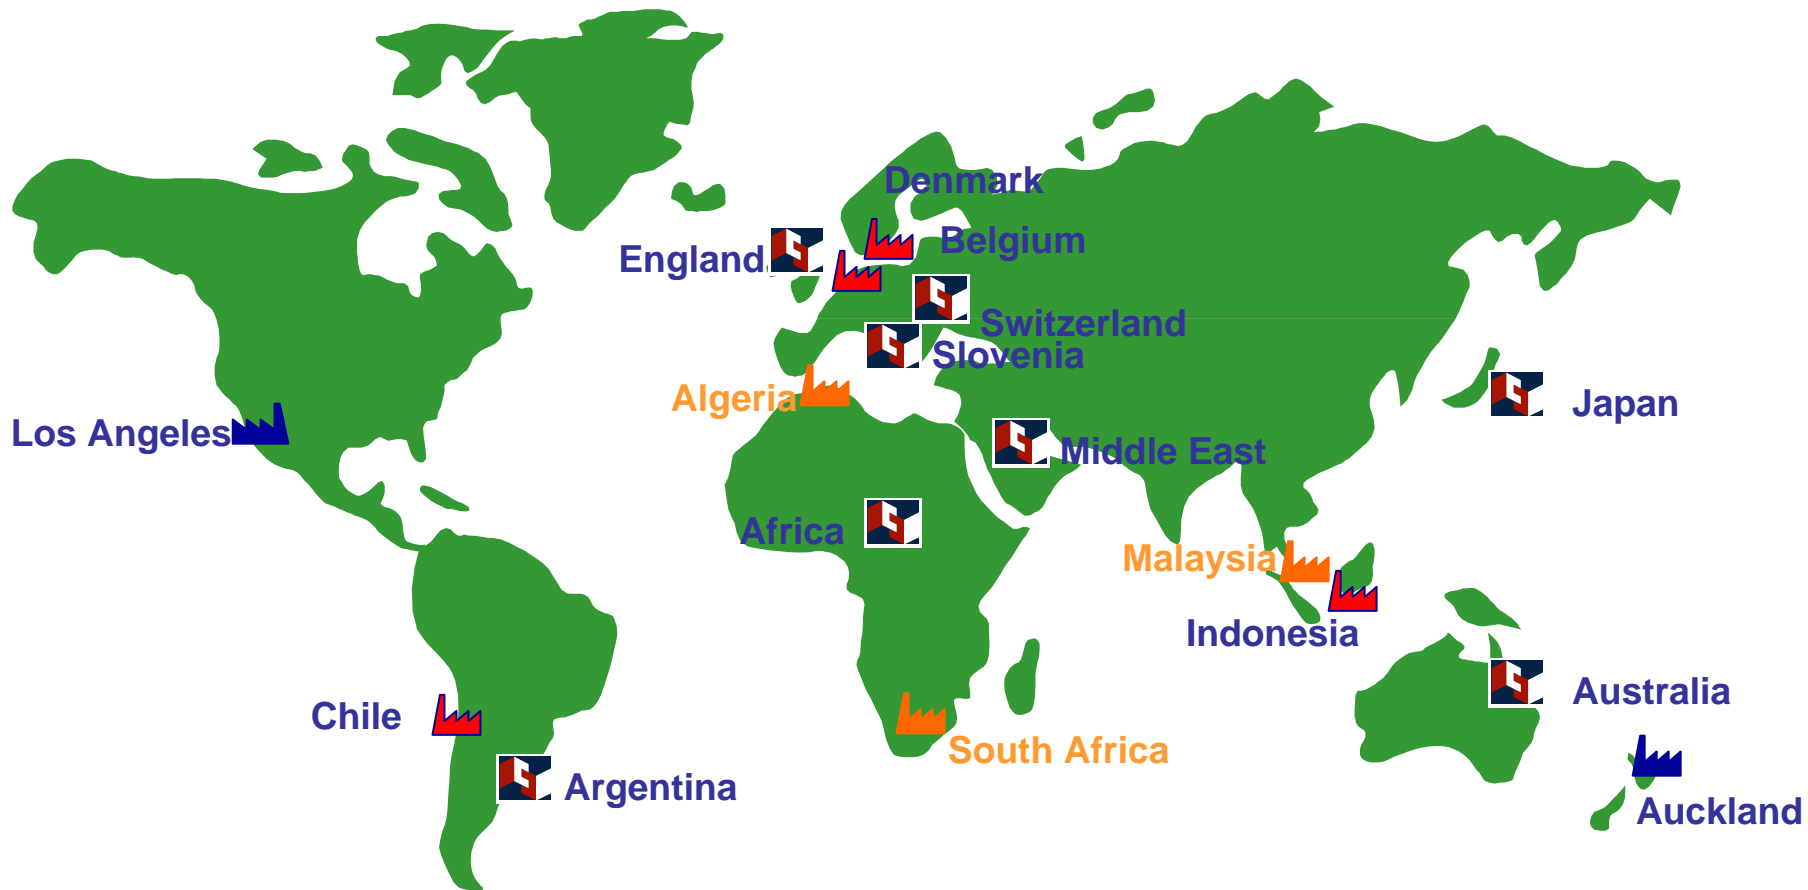 Denmark
Belgium
England
Switzerland
Slovenia
Algeria
Japan
Los Angeles
Middle East
Africa
Malaysia
Indonesia
Australia
Chile
South Africa
Argentina
Auckland